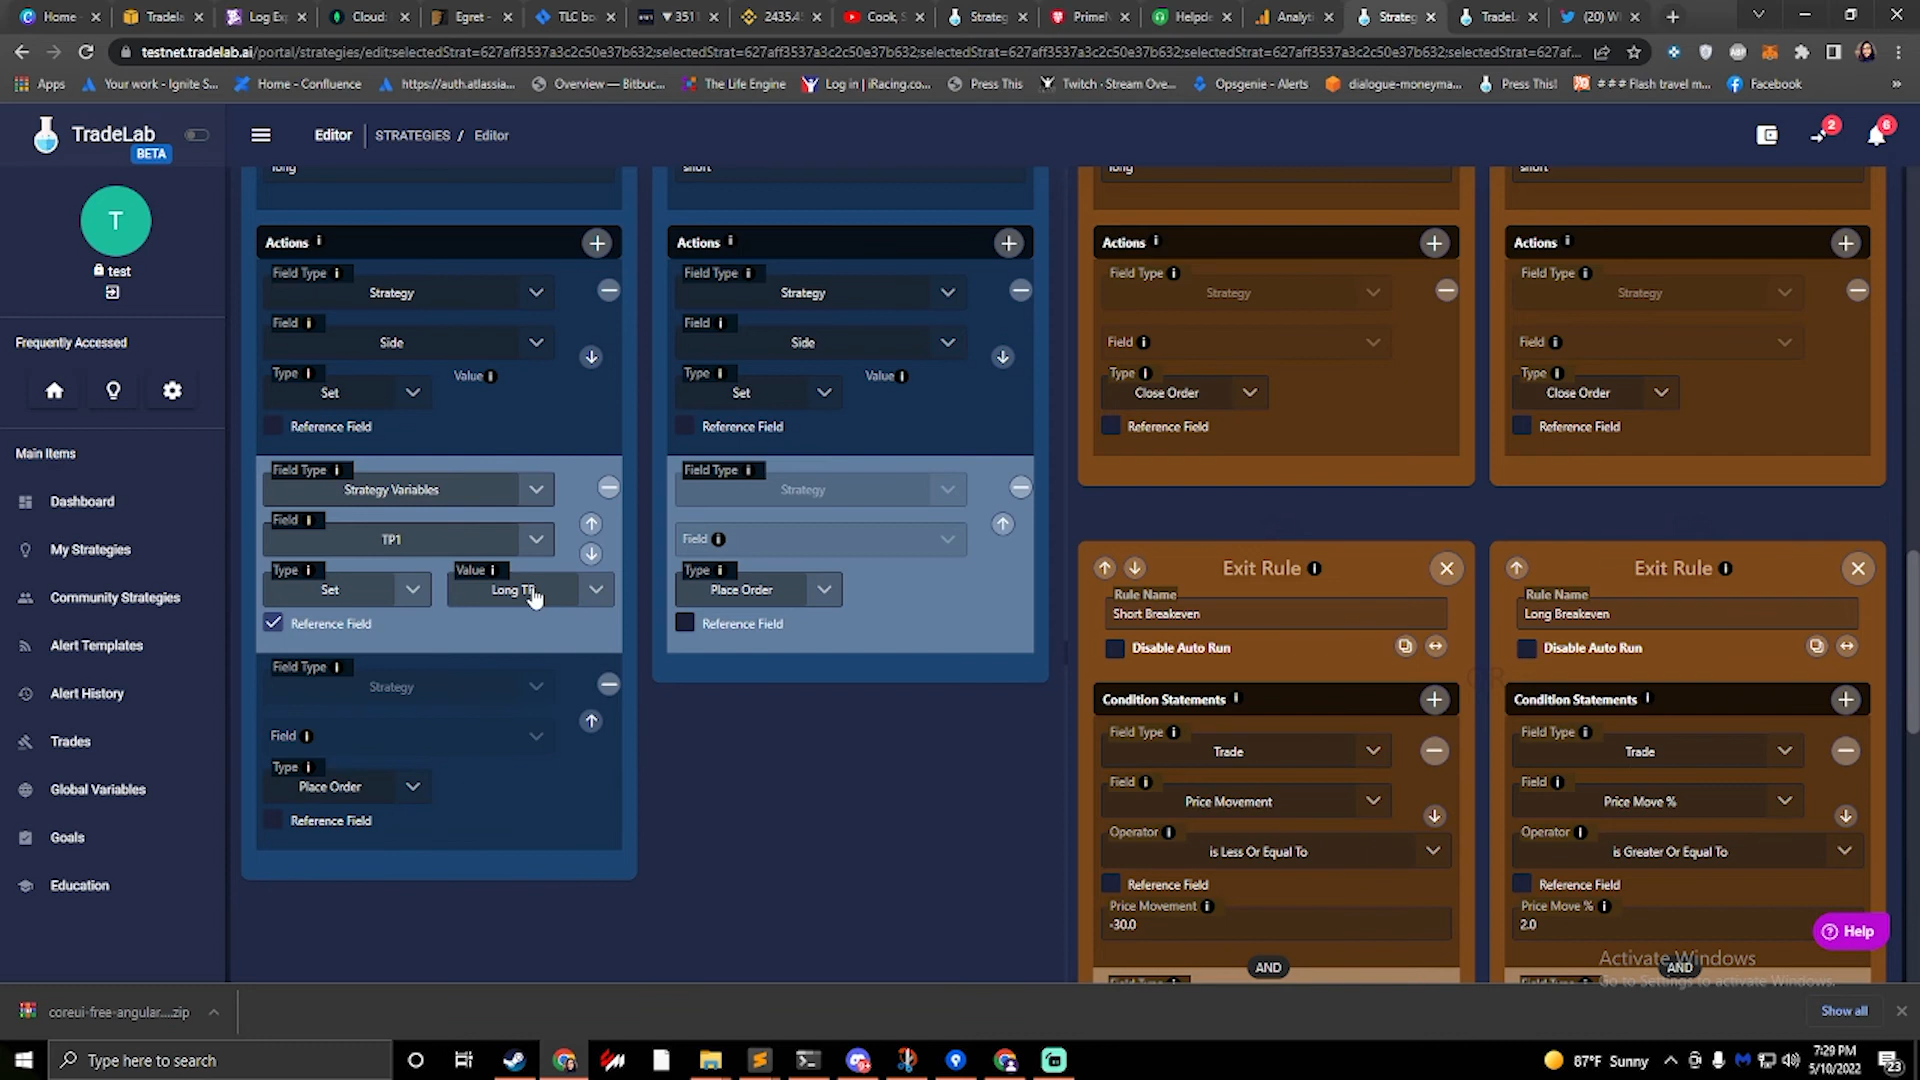 Home -
Tradela
Log Ex
Cloud:
Egret -
TLC bo
▼ 3511
2435.4
Cook, S
Strateg
PrimeN
Helpde
Analyti
Strateg
TradeL
(20) W
testnet.tradelab.ai/portal/strategies/edit;selectedStrat=627aff3537a3c2c50e37b632;selectedStrat=627aff3537a3c2c50e37b632;selectedStrat=627aff3537a3c2c50e37b632;selectedStrat=627af...
Apps
Your work - Ignite S...
Home - Confluence
https://auth.atlassia...
Overview — Bitbuc...
The Life Engine
Log in | iRacing.co...
Press This
Twitch - Stream Ove...
Opsgenie - Alerts
dialogue-moneyma...
Press This!
# # # Flash travel m...
Facebook
»
TradeLab
BETA
Editor
STRATEGIES / Editor
2
6
T
test
Frequently Accessed
Main Items
Dashboard
My Strategies
Community Strategies
Alert Templates
Alert History
Trades
Global Variables
Goals
Education
long
Actions i
Field Type i
Strategy
Field i
Side
Type i
Set
Value i
Reference Field
Field Type i
Strategy Variables
Field i
TP1
Type i
Set
Value i
Long TP
Reference Field
Field Type i
Strategy
Field i
Type i
Place Order
Reference Field
short
Actions i
Field Type i
Strategy
Field i
Side
Type i
Set
Value i
Reference Field
Field Type i
Strategy
Field i
Type i
Place Order
Reference Field
long
Actions i
Field Type i
Strategy
Field i
Type i
Close Order
Reference Field
short
Actions i
Field Type i
Strategy
Field i
Type i
Close Order
Reference Field
Exit Rule i
Rule Name
Short Breakeven
Disable Auto Run
Condition Statements i
Field Type i
Trade
Field i
Price Movement
Operator i
is Less Or Equal To
Reference Field
Price Movement i
-30.0
AND
OR
Exit Rule i
Rule Name
Long Breakeven
Disable Auto Run
Condition Statements i
Field Type i
Trade
Field i
Price Move %
Operator i
is Greater Or Equal To
Reference Field
Price Move % i
2.0
AND
Help
Activate Windows
Go to Settings to activate Windows.
coreui-free-angular....zip
Show all
Type here to search
87°F Sunny
7:29 PM
5/10/2022
23